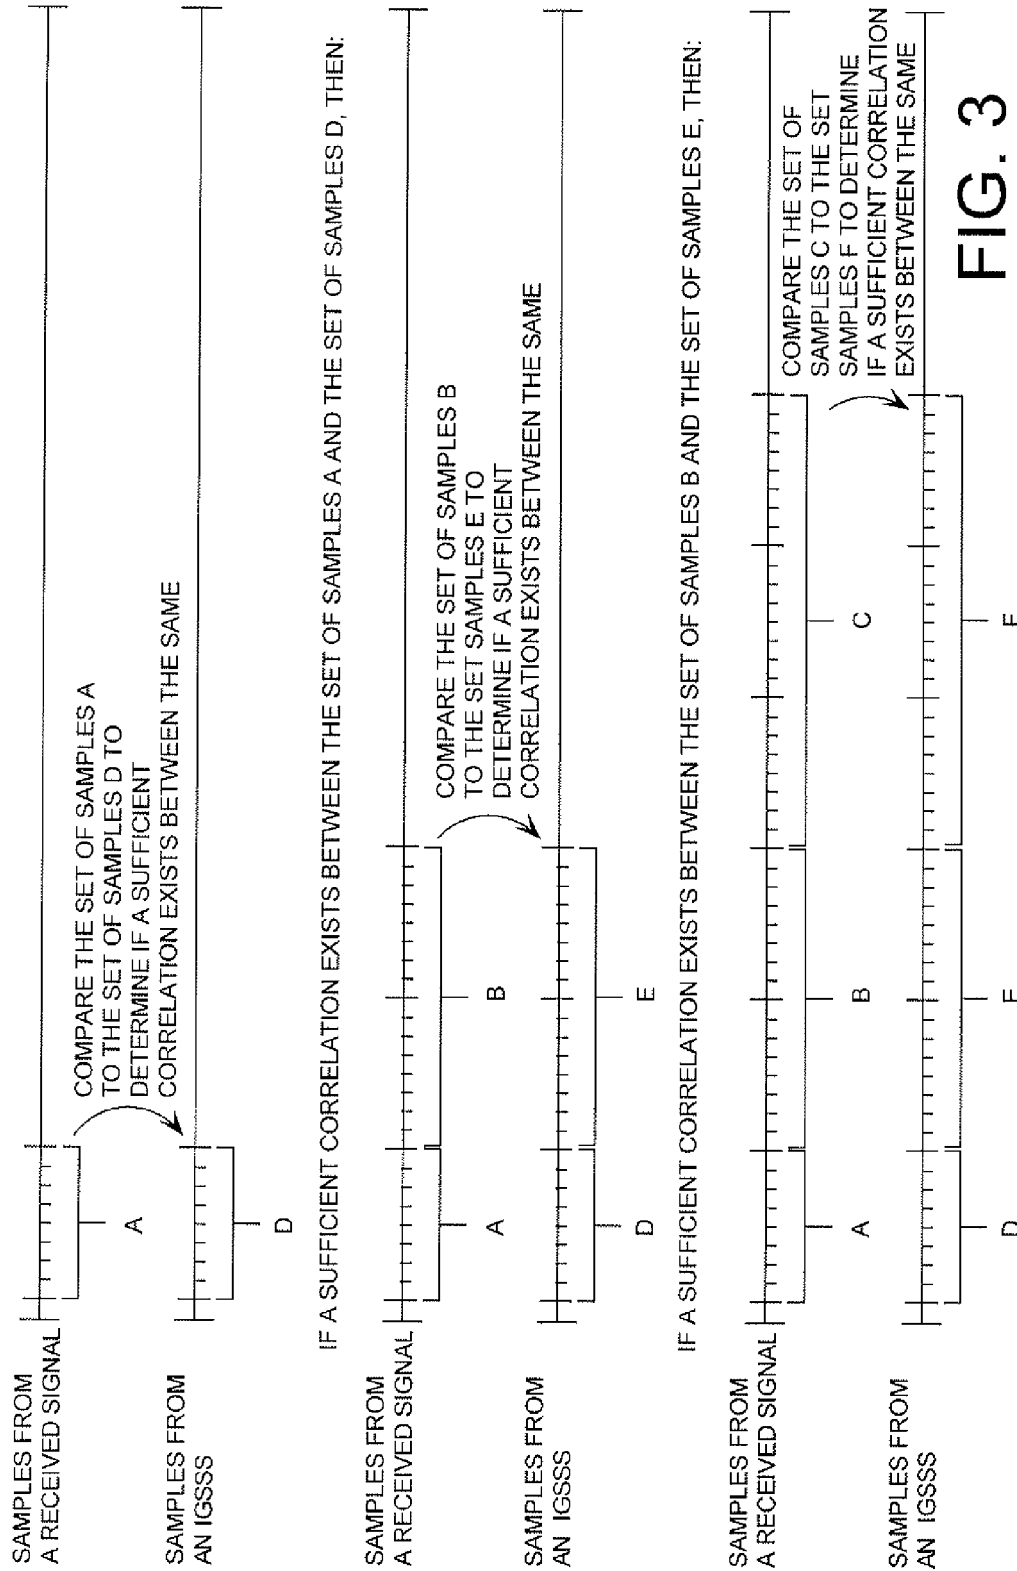 SAMPLES FROM
A RECEIVED SIGNAL
A
COMPARE THE SET OF SAMPLES A
TO THE SET OF SAMPLES D TO
DETERMINE IF A SUFFICIENT
CORRELATION EXISTS BETWEEN THE SAME
SAMPLES FROM
AN IGSSS
D
IF A SUFFICIENT CORRELATION EXISTS BETWEEN THE SET OF SAMPLES A AND THE SET OF SAMPLES D, THEN:
SAMPLES FROM
A RECEIVED SIGNAL
A
B
COMPARE THE SET OF SAMPLES B
TO THE SET SAMPLES E TO
DETERMINE IF A SUFFICIENT
CORRELATION EXISTS BETWEEN THE SAME
SAMPLES FROM
AN IGSSS
D
E
IF A SUFFICIENT CORRELATION EXISTS BETWEEN THE SET OF SAMPLES B AND THE SET OF SAMPLES E, THEN:
SAMPLES FROM
A RECEIVED SIGNAL
A
B
C
COMPARE THE SET OF
SAMPLES C TO THE SET
SAMPLES F TO DETERMINE
IF A SUFFICIENT CORRELATION
EXISTS BETWEEN THE SAME
SAMPLES FROM
AN IGSSS
D
E
F
FIG. 3